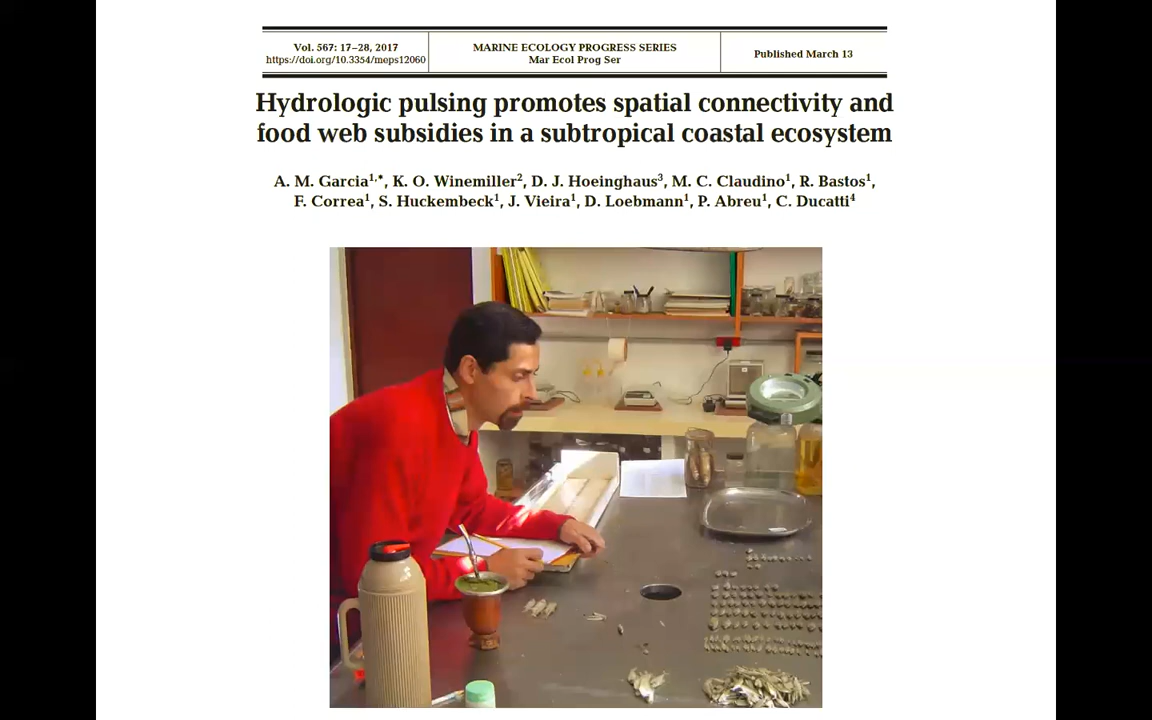 Vol. 567: 17–28, 2017
https://doi.org/10.3354/meps12060
MARINE ECOLOGY PROGRESS SERIES
Mar Ecol Prog Ser
Published March 13
Hydrologic pulsing promotes spatial connectivity and
food web subsidies in a subtropical coastal ecosystem
A. M. Garcia1,*, K. O. Winemiller2, D. J. Hoeinghaus3, M. C. Claudino1, R. Bastos1,
F. Correa1, S. Huckembeck1, J. Vieira1, D. Loebmann1, P. Abreu1, C. Ducatti4